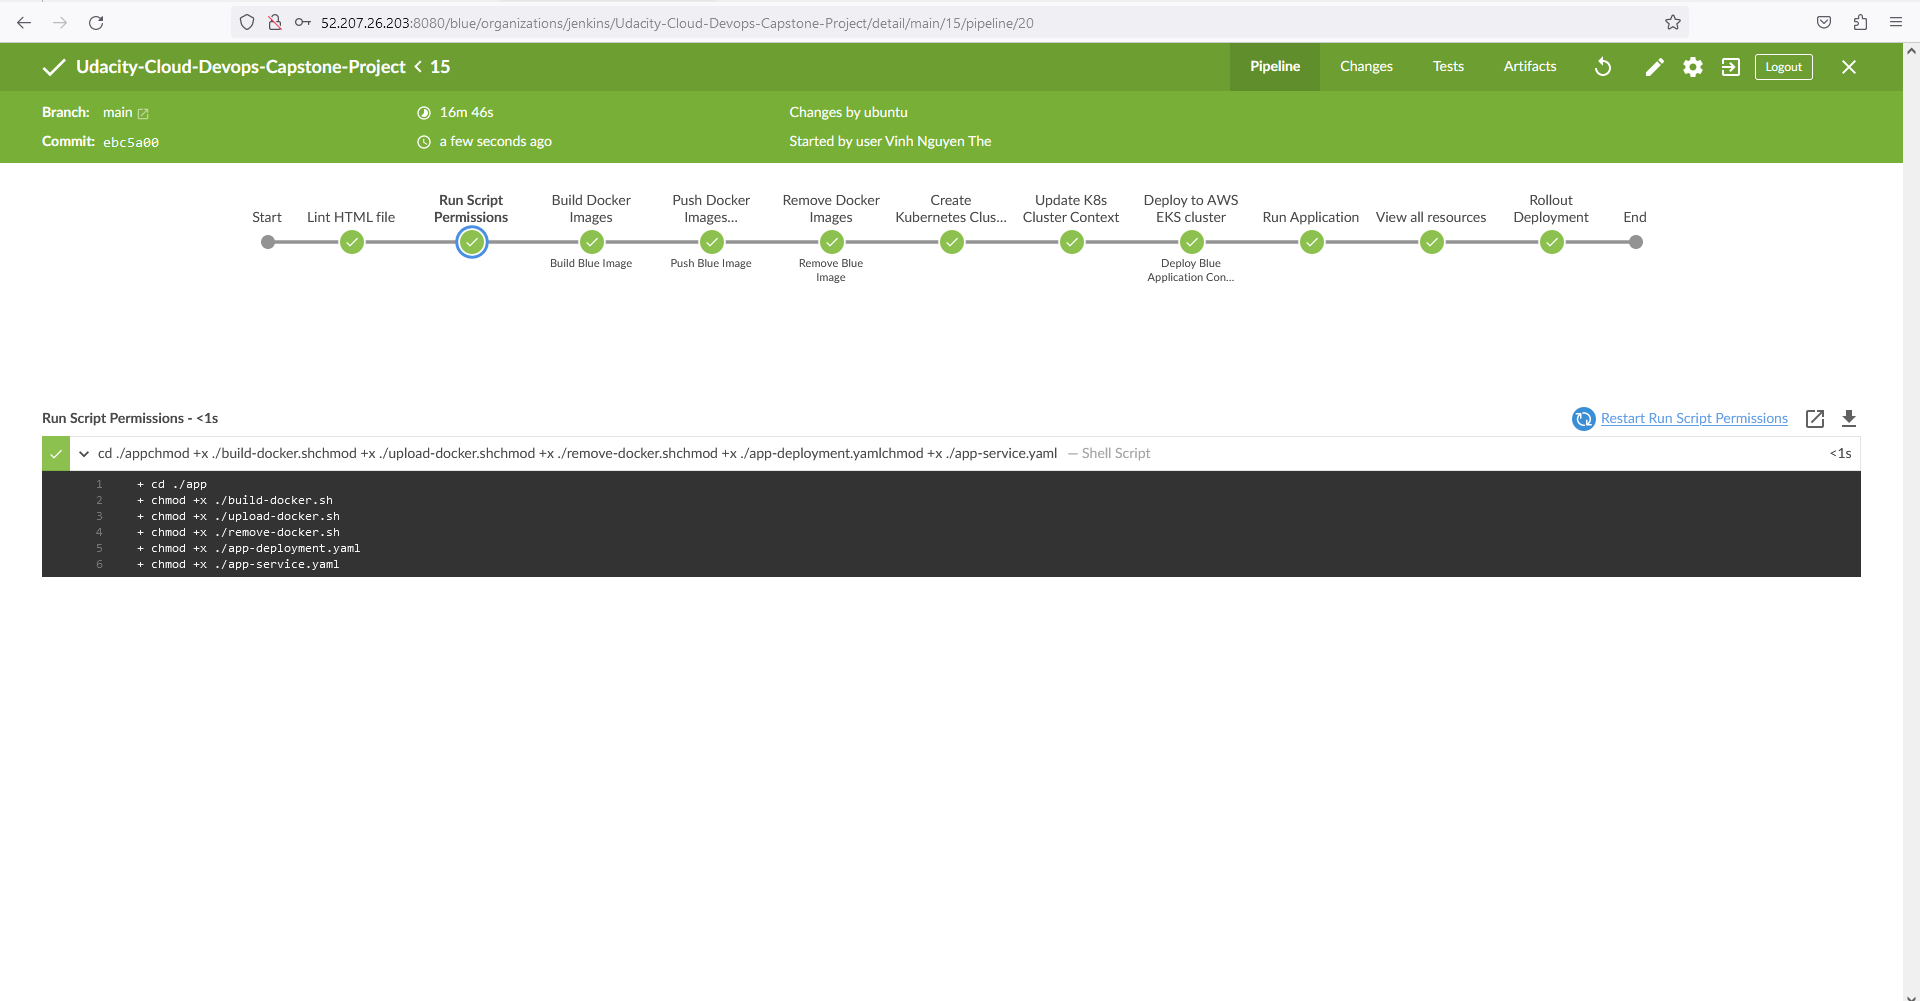 52.207.26.203:8080/blue/organizations/jenkins/Udacity-Cloud-Devops-Capstone-Project/detail/main/15/pipeline/20
Udacity-Cloud-Devops-Capstone-Project < 15
Pipeline
Changes
Tests
Artifacts
Logout
Branch: main
16m 46s
Changes by ubuntu
Commit: ebc5a00
a few seconds ago
Started by user Vinh Nguyen The
Start
Lint HTML file
Run Script
Permissions
Build Docker
Images
Push Docker
Images...
Remove Docker
Images
Create
Kubernetes Clus...
Update K8s
Cluster Context
Deploy to AWS
EKS cluster
Run Application
View all resources
Rollout
Deployment
End
Build Blue Image
Push Blue Image
Remove Blue
Image
Deploy Blue
Application Con...
Run Script Permissions - <1s
Restart Run Script Permissions
cd ./appchmod +x ./build-docker.shchmod +x ./upload-docker.shchmod +x ./remove-docker.shchmod +x ./app-deployment.yamlchmod +x ./app-service.yaml — Shell Script
<1s
1 + cd ./app
2 + chmod +x ./build-docker.sh
3 + chmod +x ./upload-docker.sh
4 + chmod +x ./remove-docker.sh
5 + chmod +x ./app-deployment.yaml
6 + chmod +x ./app-service.yaml